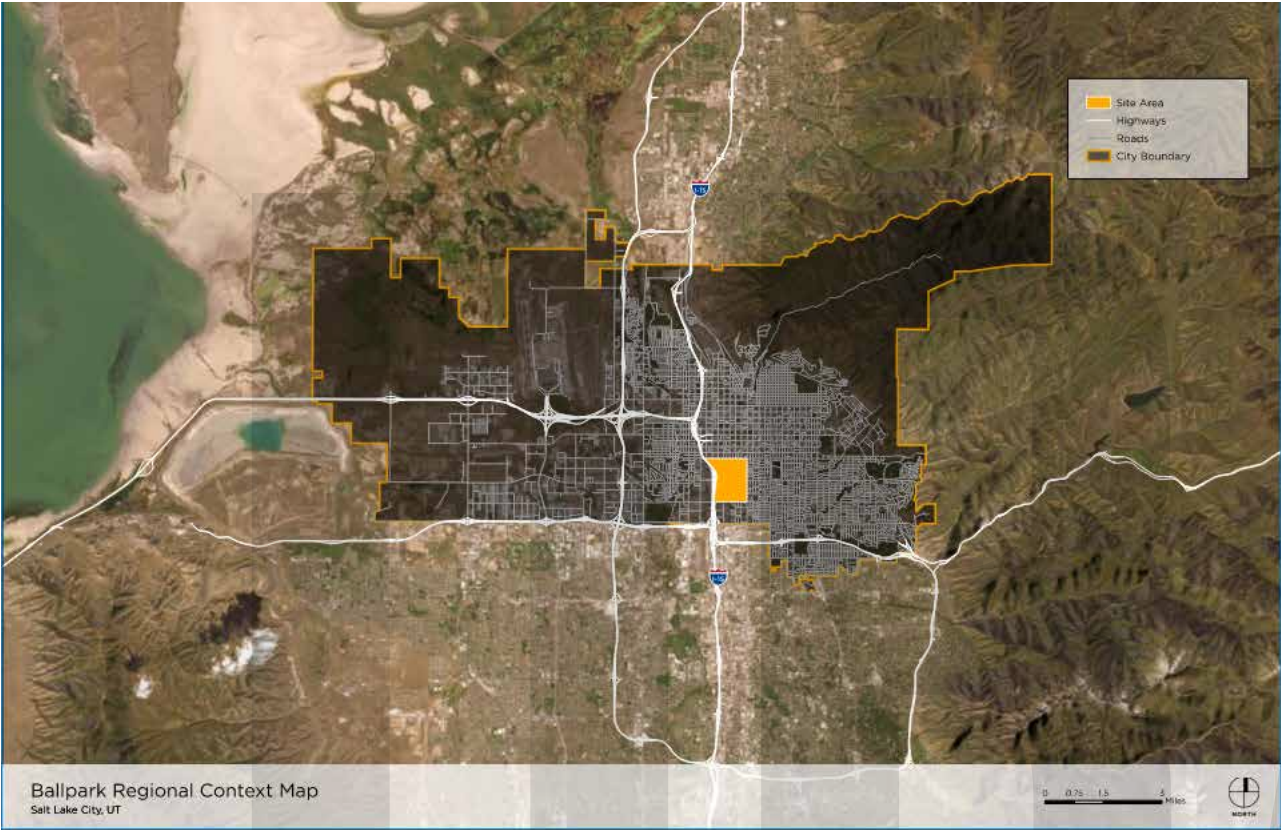 Site Area
Highways
Roads
City Boundary
I-15
I-15
Ballpark Regional Context Map
Salt Lake City, UT
0 0.75 1.5 3 Miles
NORTH